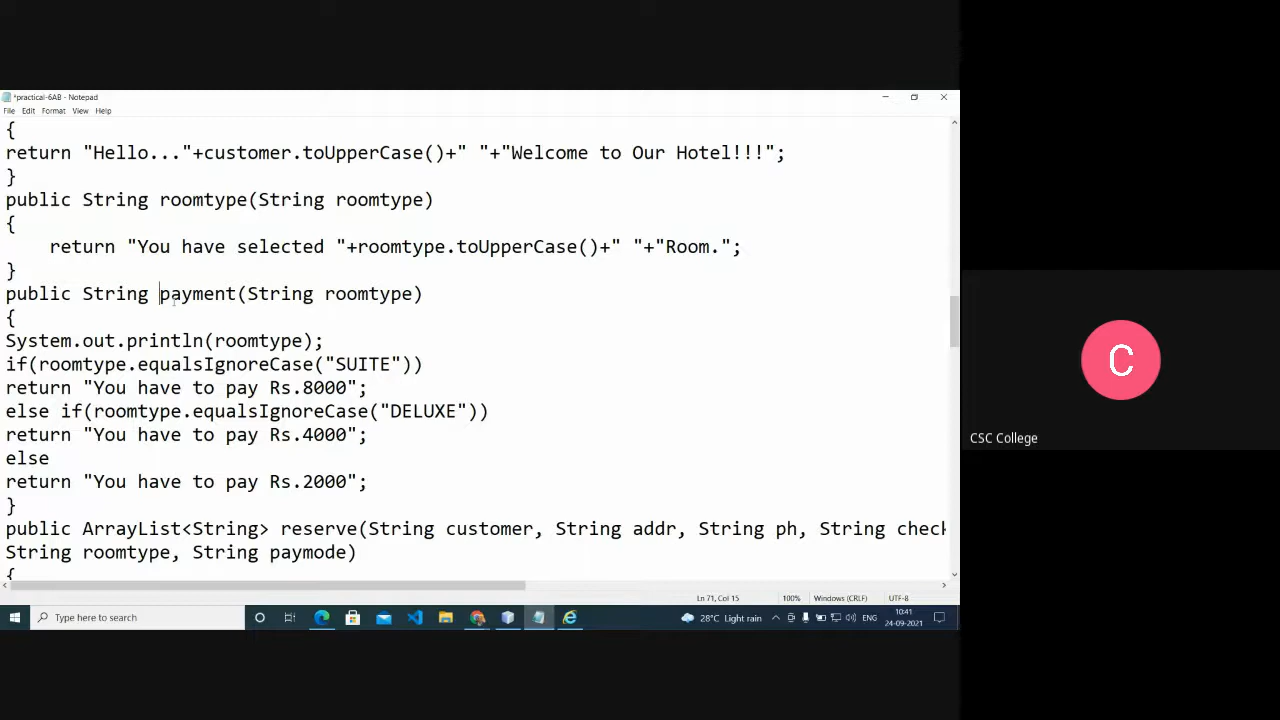 *practical-6AB - Notepad
File Edit Format View Help
{
return "Hello..."+customer.toUpperCase()+" "+"Welcome to Our Hotel!!!";
}
public String roomtype(String roomtype)
{
return "You have selected "+roomtype.toUpperCase()+" "+"Room.";
}
public String payment(String roomtype)
{
System.out.println(roomtype);
if(roomtype.equalsIgnoreCase("SUITE"))
return "You have to pay Rs.8000";
else if(roomtype.equalsIgnoreCase("DELUXE"))
return "You have to pay Rs.4000";
else
return "You have to pay Rs.2000";
}
public ArrayList<String> reserve(String customer, String addr, String ph, String check
String roomtype, String paymode)
{
Ln 71, Col 15 100% Windows (CRLF) UTF-8
Type here to search
28°C Light rain ENG 10:41
24-09-2021
C
CSC College